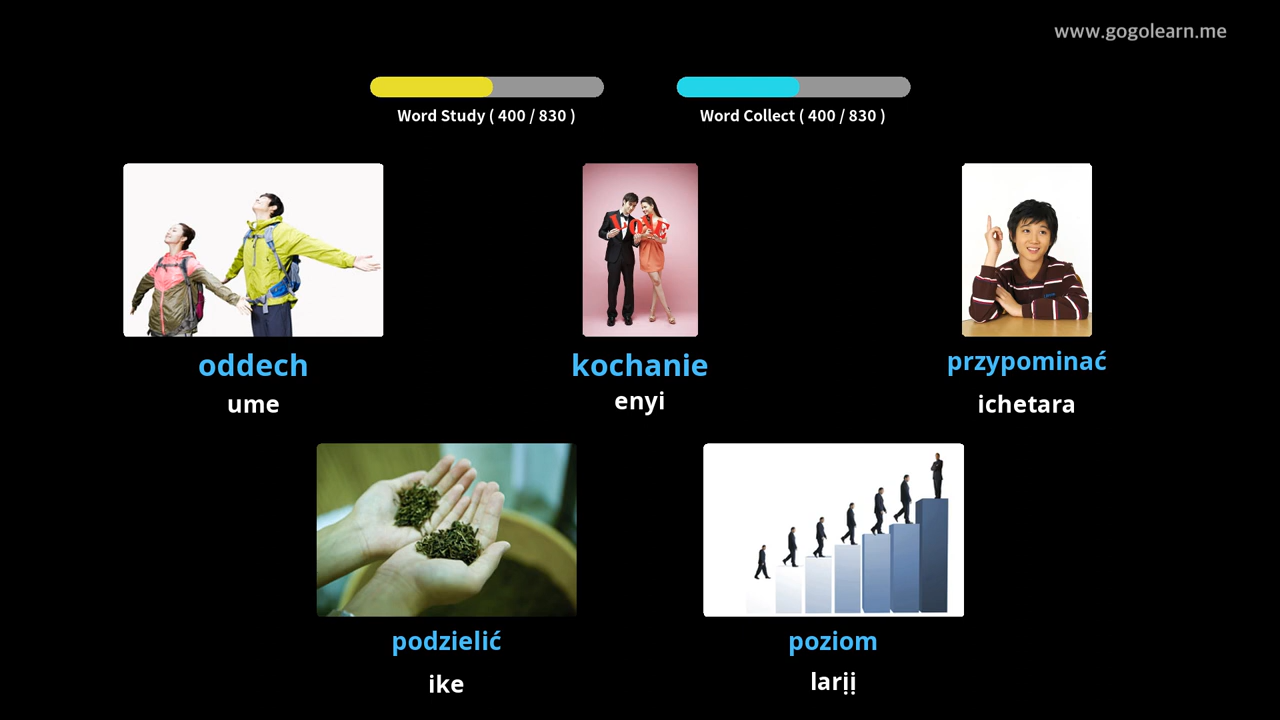 www.gogolearn.me
Word Study ( 400 / 830 )
Word Collect ( 400 / 830 )
LOVE
oddech
ume
kochanie
enyi
przypominać
ichetara
podzielić
ike
poziom
larịị